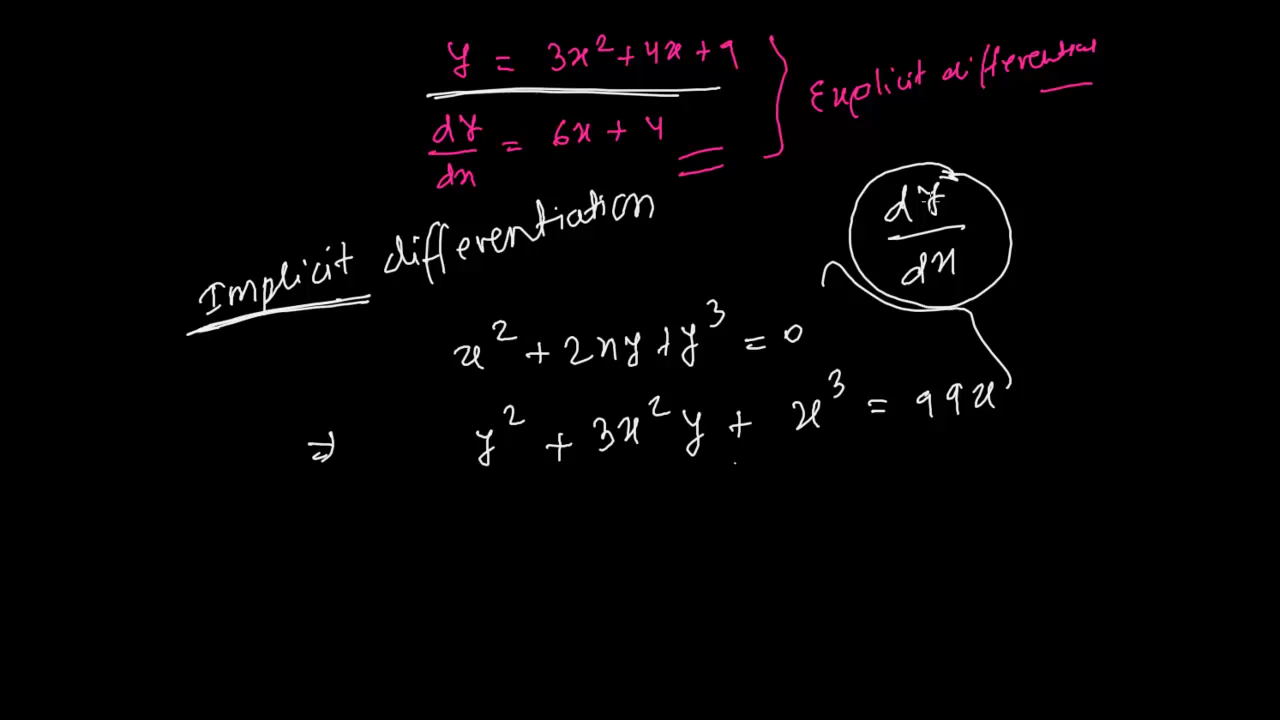 y = 3x² + 4x + 9
dy/dx = 6x + 4
Explicit differential
Implicit differentiation
dy/dx
x² + 2xy + y³ = 0
⇒ y² + 3x²y + x³ = 99x